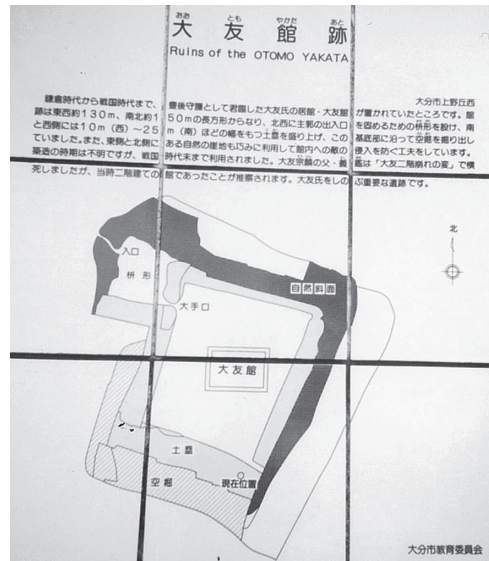 おお とも やかた あと
大友館跡
Ruins of the OTOMO YAKATA
大分市上野丘西
鎌倉時代から戦国時代まで、豊後守護として君臨した大友氏の居館・大友館が置かれていたところです。館
跡は東西約130m、南北約150mの長方形からなり、北西に主郭の出入口を固めるための枡形を設け、南
と西側には10m(西)〜25m(南)ほどの幅をもつ土塁を盛り上げ、この基底部に沿って空掘を掘り出し
ていました。また、東側と北側にある自然の崖地も巧みに利用して館内への敵の侵入を防ぐ工夫をしています。
築造の時期は不明ですが、戦国時代末まで利用されました。大友宗麟の父・義鑑は「大友二階崩れの変」で横
死しましたが、当時二階建ての館であったことが推察されます。大友氏をしのぶ重要な遺跡です。
北
入口
枡形
自然斜面
大手口
大友館
土塁
空掘
現在位置
大分市教育委員会